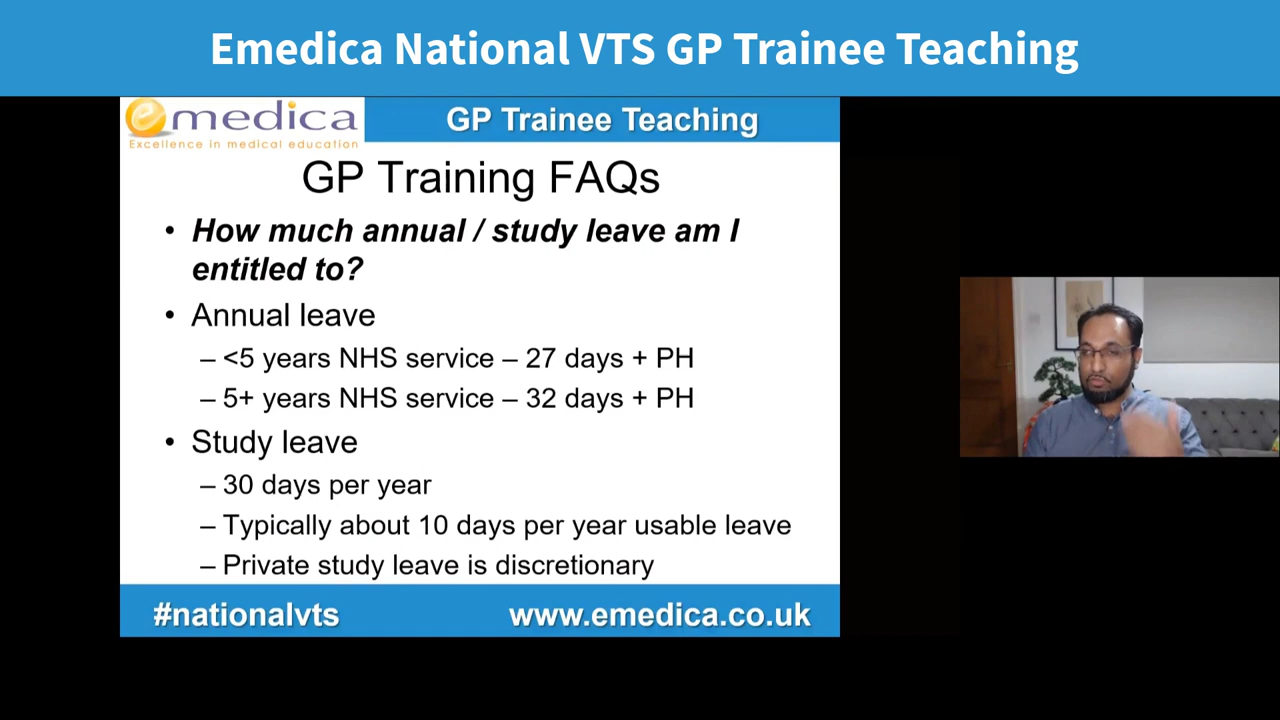 Emedica National VTS GP Trainee Teaching
emedica
Excellence in medical education
GP Trainee Teaching
GP Training FAQs
• How much annual / study leave am I
entitled to?
• Annual leave
– <5 years NHS service – 27 days + PH
– 5+ years NHS service – 32 days + PH
• Study leave
– 30 days per year
– Typically about 10 days per year usable leave
– Private study leave is discretionary
#nationalvts
www.emedica.co.uk